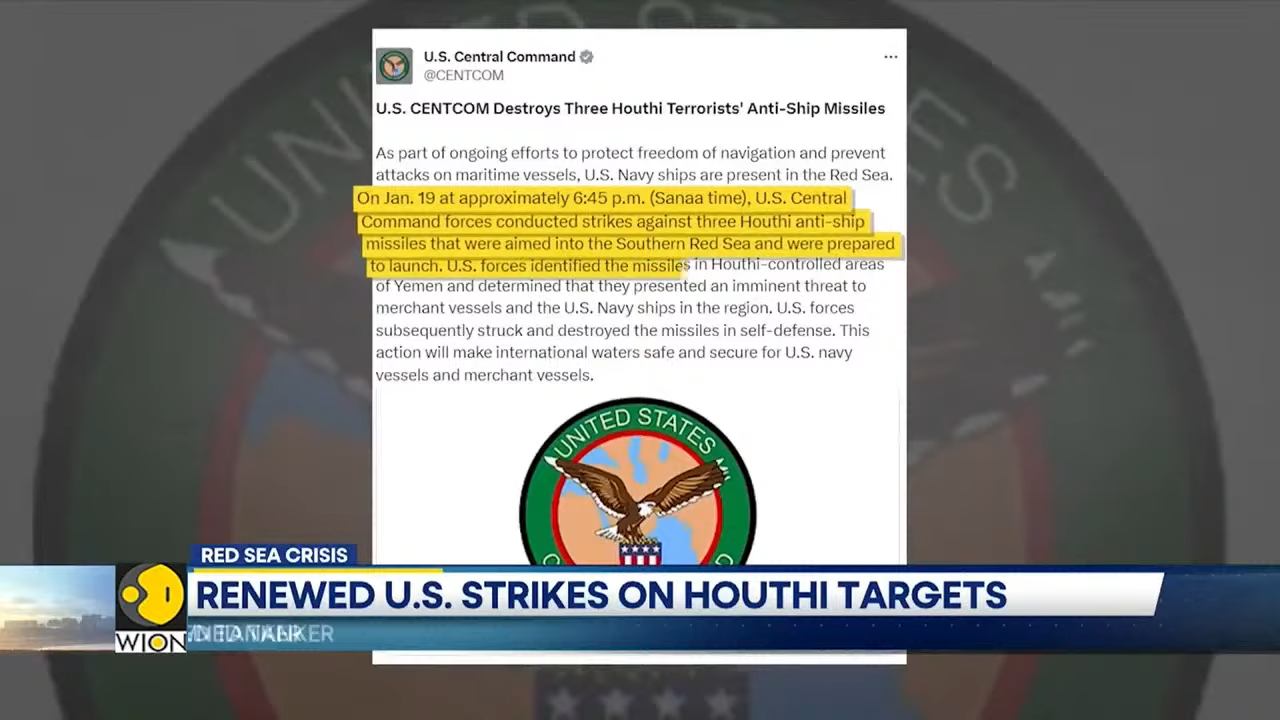 U.S. Central Command
@CENTCOM
U.S. CENTCOM Destroys Three Houthi Terrorists' Anti-Ship Missiles
As part of ongoing efforts to protect freedom of navigation and prevent
attacks on maritime vessels, U.S. Navy ships are present in the Red Sea.
On Jan. 19 at approximately 6:45 p.m. (Sanaa time), U.S. Central
Command forces conducted strikes against three Houthi anti-ship
missiles that were aimed into the Southern Red Sea and were prepared
to launch. U.S. forces identified the missiles in Houthi-controlled areas
of Yemen and determined that they presented an imminent threat to
merchant vessels and the U.S. Navy ships in the region. U.S. forces
subsequently struck and destroyed the missiles in self-defense. This
action will make international waters safe and secure for U.S. navy
vessels and merchant vessels.
UNITED STATES
RED SEA CRISIS
RENEWED U.S. STRIKES ON HOUTHI TARGETS
WION